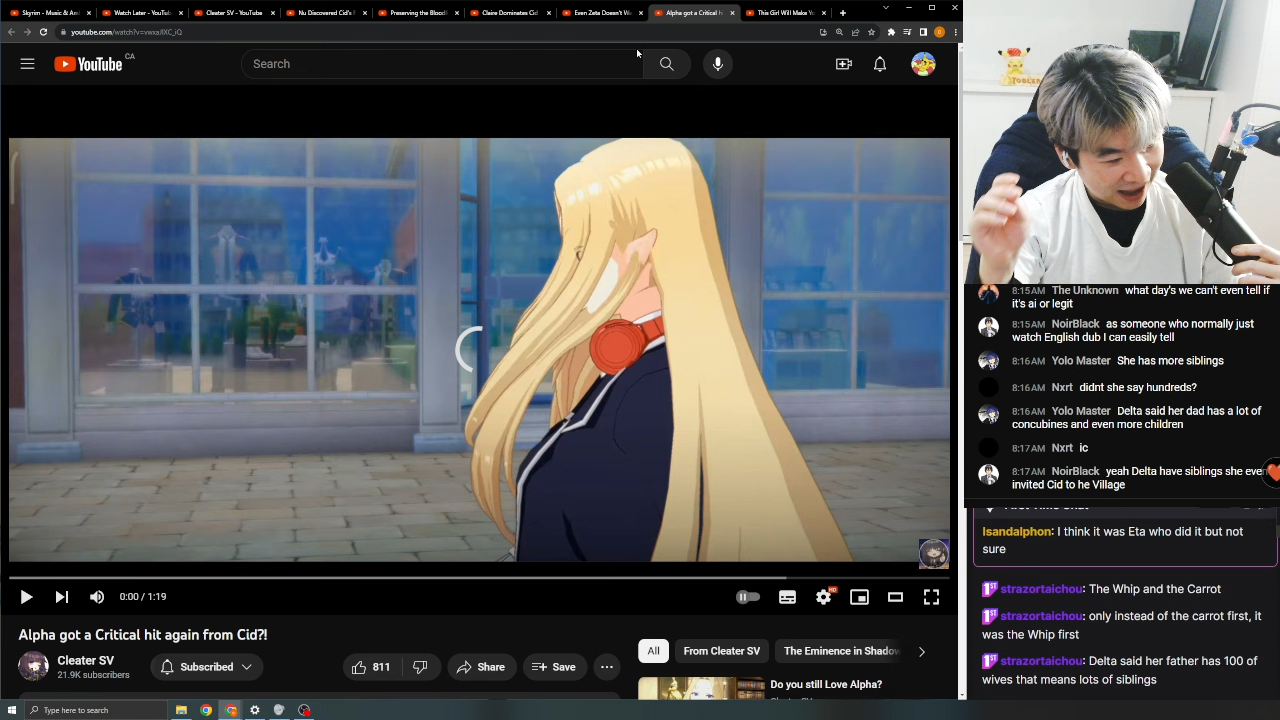 Skyrim - Music & Am
Watch Later - YouTub
Cleater SV - YouTube
Nu Discovered Cid's
Preserving the Blood
Claire Dominates Cid
Even Zeta Doesn't W
Alpha got a Critical h
This Girl Will Make Y
youtube.com/watch?v=vwxaJlXC_iQ
YouTube CA
Search
0:00 / 1:19
HD
Alpha got a Critical hit again from Cid?!
Cleater SV
21.9K subscribers
Subscribed
811
Share
Save
All
From Cleater SV
The Eminence in Shadow
Do you still Love Alpha?
Type here to search
8:15AM The Unknown what day's we can't even tell if
it's ai or legit
8:15AM NoirBlack as someone who normally just
watch English dub I can easily tell
8:16AM Yolo Master She has more siblings
8:16AM Nxrt didnt she say hundreds?
8:16AM Yolo Master Delta said her dad has a lot of
concubines and even more children
8:17AM Nxrt ic
8:17AM NoirBlack yeah Delta have siblings she even
invited Cid to he Village
lsandalphon: I think it was Eta who did it but not
sure
1ST strazortaichou: The Whip and the Carrot
1ST strazortaichou: only instead of the carrot first, it
was the Whip first
1ST strazortaichou: Delta said her father has 100 of
wives that means lots of siblings